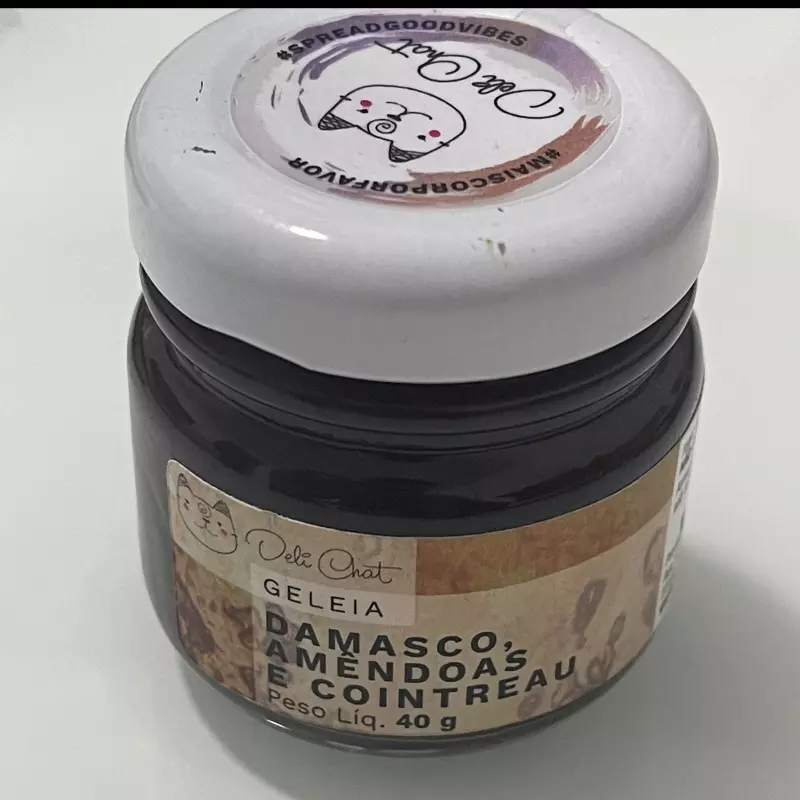 #SPREADGOODVIBES
Deli Chat
#MAISCORPORFAVOR
Deli Chat
GELEIA
DAMASCO,
AMÊNDOAS
E COINTREAU
Peso Líq. 40 g